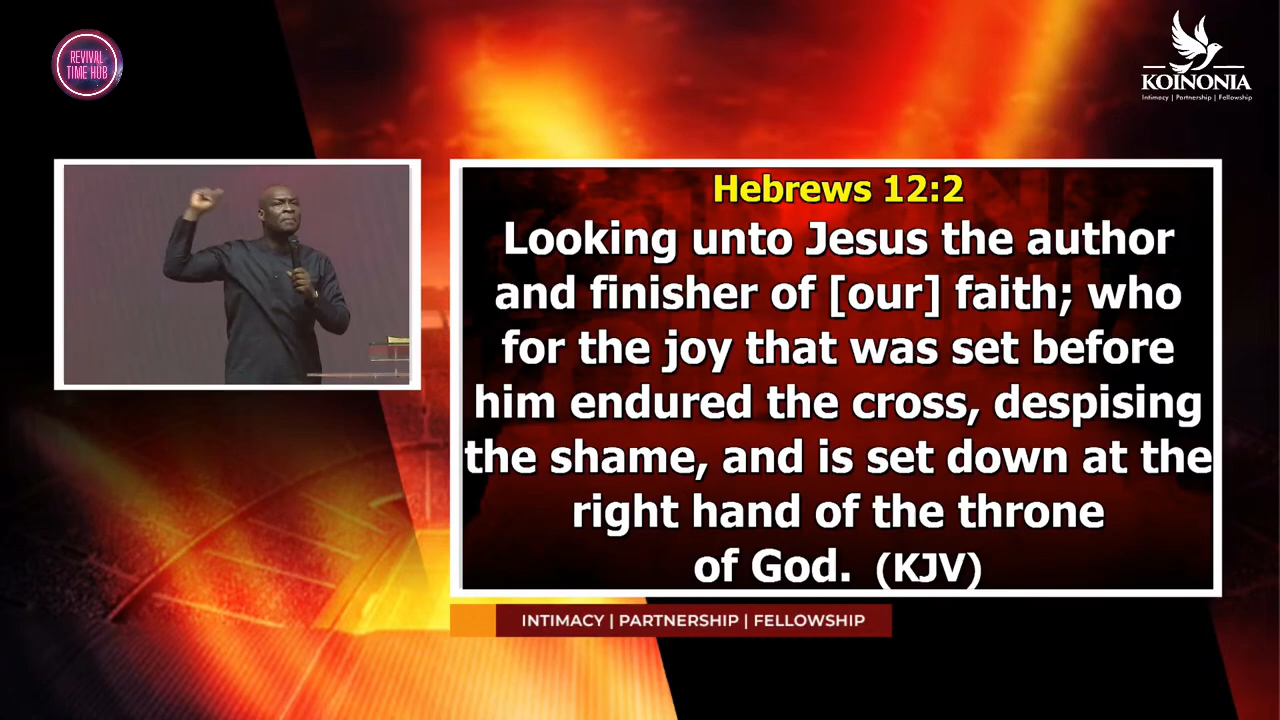 REVIVAL
TIME HUB
KOINONIA
Intimacy | Partnership | Fellowship
Hebrews 12:2
Looking unto Jesus the author
and finisher of [our] faith; who
for the joy that was set before
him endured the cross, despising
the shame, and is set down at the
right hand of the throne
of God. (KJV)
INTIMACY | PARTNERSHIP | FELLOWSHIP